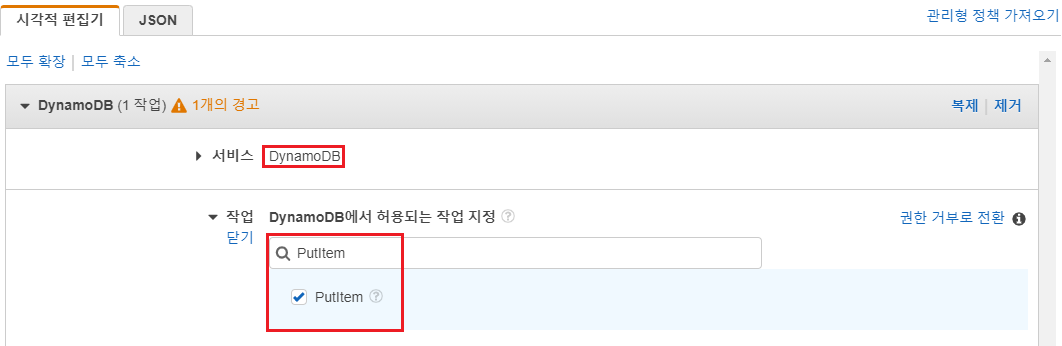 시각적 편집기 JSON 관리형 정책 가져오기
모두 확장 | 모두 축소
DynamoDB (1 작업) 1개의 경고 복제 | 제거
서비스 DynamoDB
작업 DynamoDB에서 허용되는 작업 지정 권한 거부로 전환
닫기
PutItem
PutItem